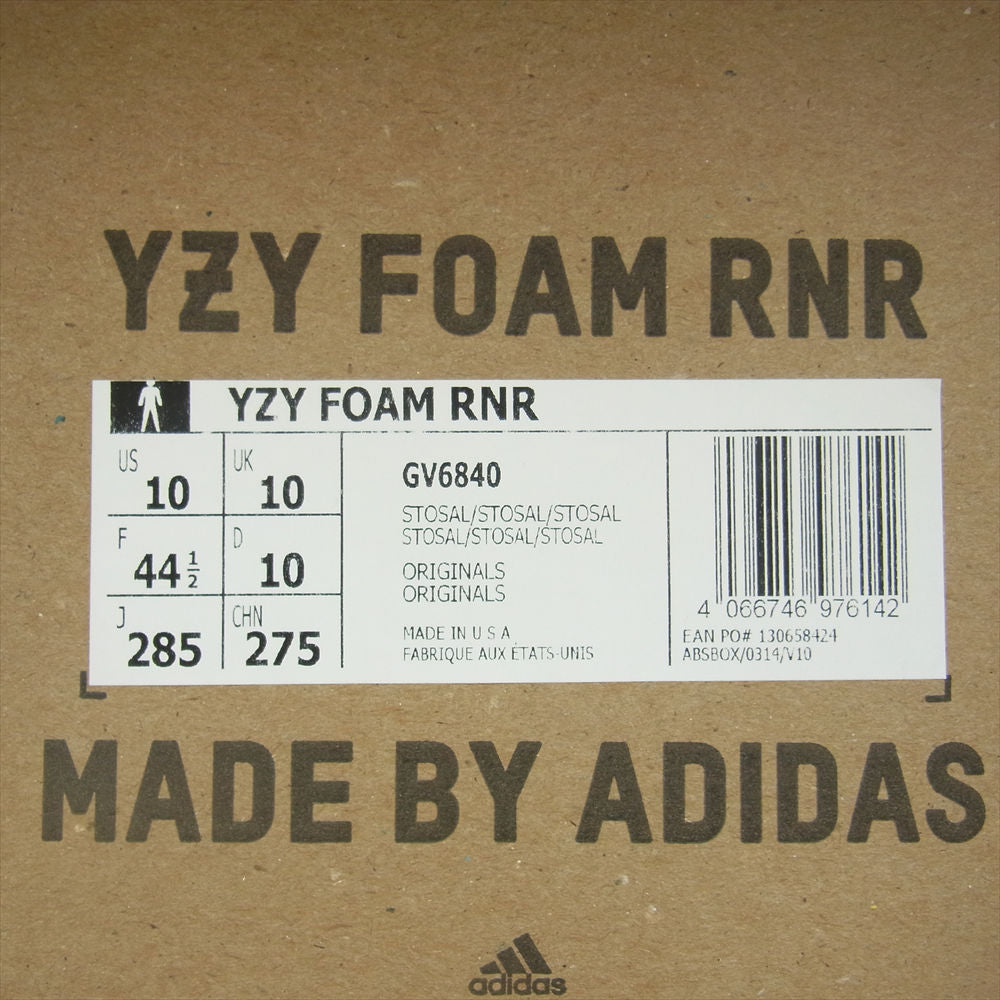 YZY FOAM RNR
YZY FOAM RNR
US
10
UK
10
F
44 1/2
D
10
J
285
CHN
275
GV6840
STOSAL/STOSAL/STOSAL
STOSAL/STOSAL/STOSAL
ORIGINALS
ORIGINALS
MADE IN U S A
FABRIQUE AUX ÉTATS-UNIS
4 066746 976142
EAN PO# 130658424
ABSBOX/0314/V10
MADE BY ADIDAS
adidas